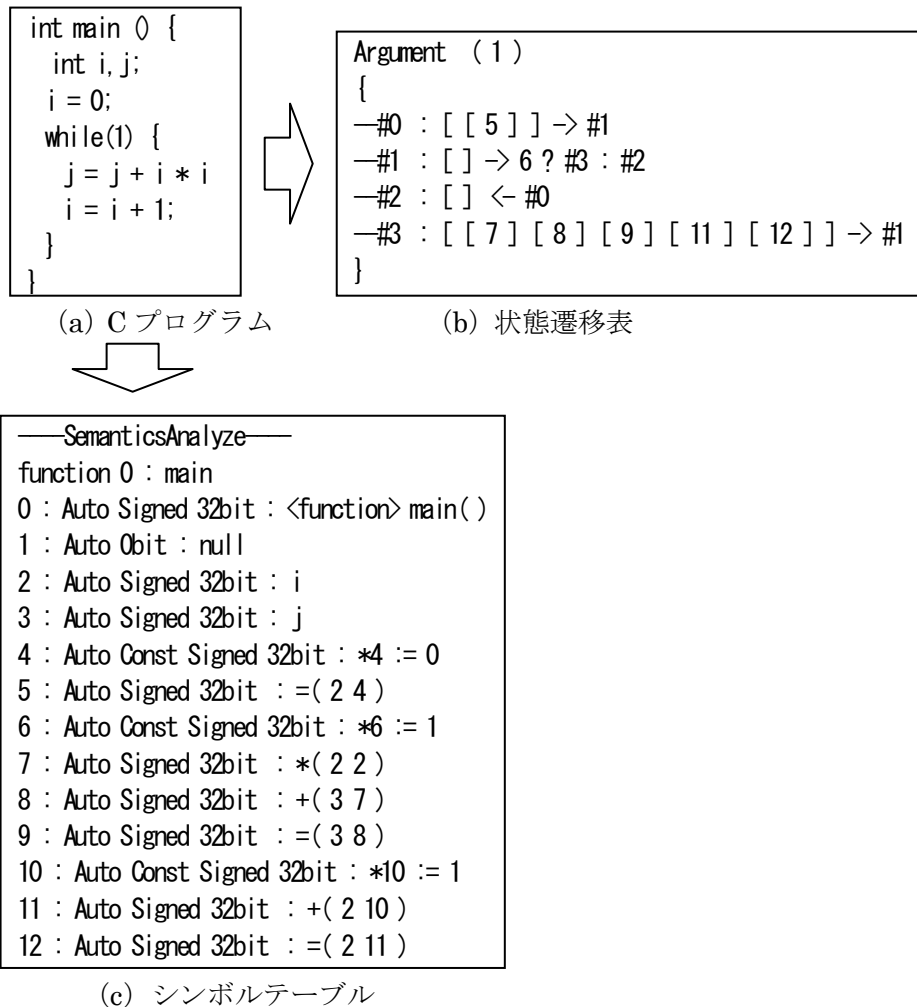 int main () {
int i, j;
i = 0;
while(1) {
j = j + i * i
i = i + 1;
}
}
(a) C プログラム
Argument （1）
{
—#0 : [ [ 5 ] ] -> #1
—#1 : [ ] -> 6 ? #3 : #2
—#2 : [ ] <- #0
—#3 : [ [ 7 ] [ 8 ] [ 9 ] [ 11 ] [ 12 ] ] -> #1
}
(b) 状態遷移表
——SemanticsAnalyze——
function 0 : main
0 : Auto Signed 32bit : <function> main( )
1 : Auto 0bit : null
2 : Auto Signed 32bit : i
3 : Auto Signed 32bit : j
4 : Auto Const Signed 32bit : *4 := 0
5 : Auto Signed 32bit : =( 2 4 )
6 : Auto Const Signed 32bit : *6 := 1
7 : Auto Signed 32bit : *( 2 2 )
8 : Auto Signed 32bit : +( 3 7 )
9 : Auto Signed 32bit : =( 3 8 )
10 : Auto Const Signed 32bit : *10 := 1
11 : Auto Signed 32bit : +( 2 10 )
12 : Auto Signed 32bit : =( 2 11 )
(c) シンボルテーブル